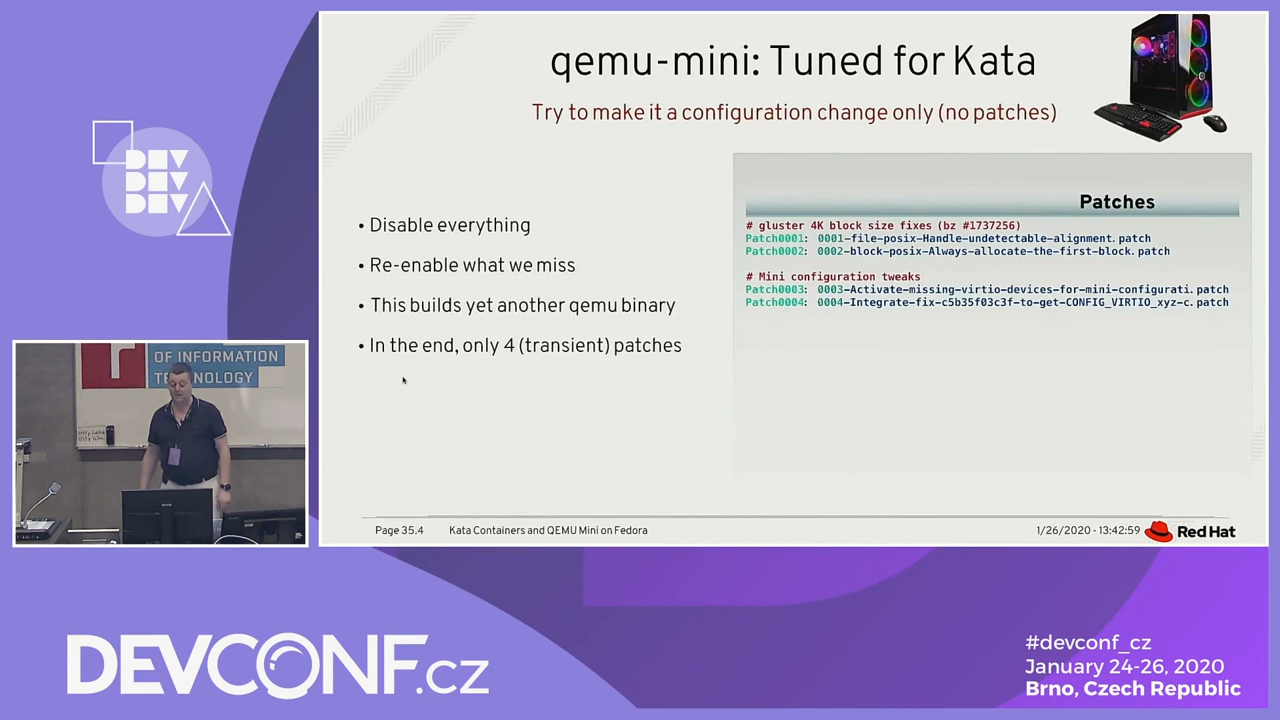 DEV
DEV
DEV
OF INFORMATION
TECHNOLOGY
qemu-mini: Tuned for Kata
Try to make it a configuration change only (no patches)
• Disable everything
• Re-enable what we miss
• This builds yet another qemu binary
• In the end, only 4 (transient) patches
Patches
# gluster 4K block size fixes (bz #1737256)
Patch0001: 0001-file-posix-Handle-undetectable-alignment.patch
Patch0002: 0002-block-posix-Always-allocate-the-first-block.patch
# Mini configuration tweaks
Patch0003: 0003-Activate-missing-virtio-devices-for-mini-configurati.patch
Patch0004: 0004-Integrate-fix-c5b35f03c3f-to-get-CONFIG_VIRTIO_xyz-c.patch
Page 35.4 Kata Containers and QEMU Mini on Fedora 1/26/2020 - 13:42:59 Red Hat
DEVCONF.cz
#devconf_cz
January 24-26, 2020
Brno, Czech Republic